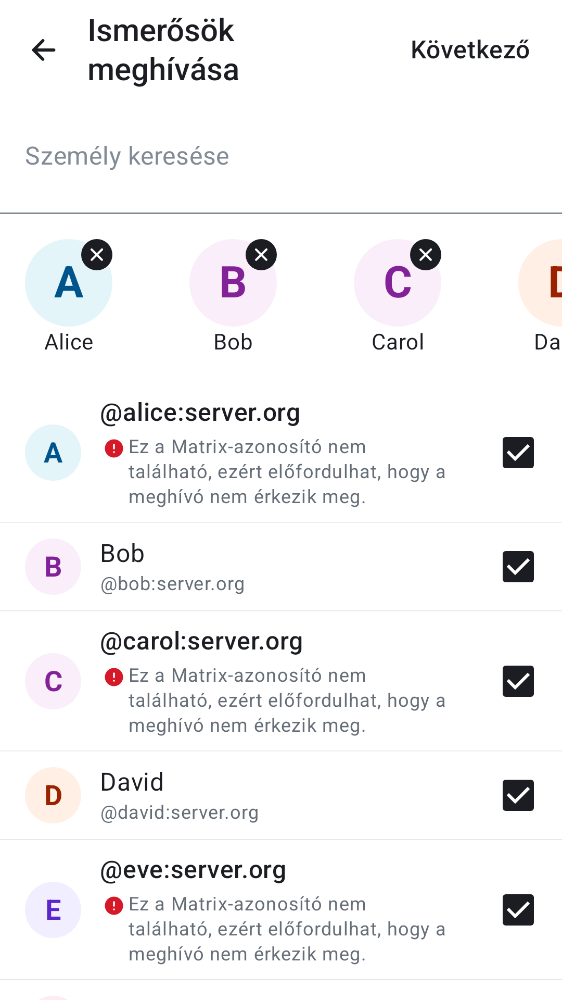 Ismerősök
meghívása
Következő
Személy keresése
A
B
C
Alice
Bob
Carol
Da
@alice:server.org
A
Ez a Matrix-azonosító nem
található, ezért előfordulhat, hogy a
meghívó nem érkezik meg.
B
Bob
@bob:server.org
@carol:server.org
C
Ez a Matrix-azonosító nem
található, ezért előfordulhat, hogy a
meghívó nem érkezik meg.
D
David
@david:server.org
@eve:server.org
E
Ez a Matrix-azonosító nem
található, ezért előfordulhat, hogy a
meghívó nem érkezik meg.